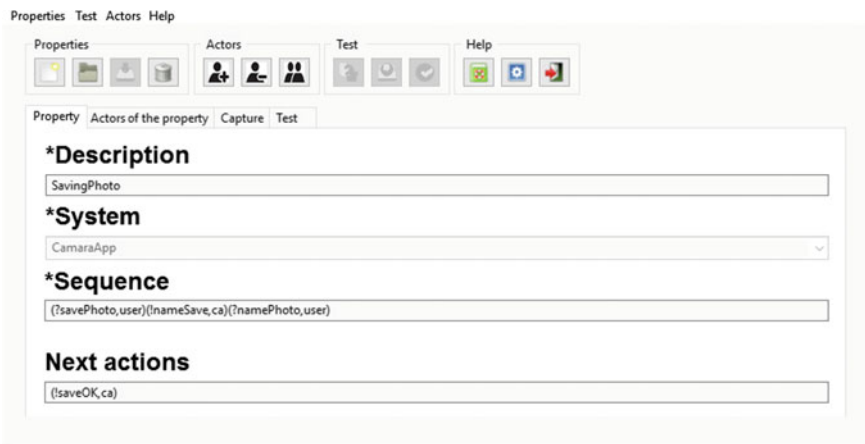 Properties Test Actors Help
Properties Actors Test Help
Property Actors of the property Capture Test
*Description
SavingPhoto
*System
CamaraApp
*Sequence
(?savePhoto,user)(!nameSave,ca)(?namePhoto,user)
Next actions
(!saveOK,ca)